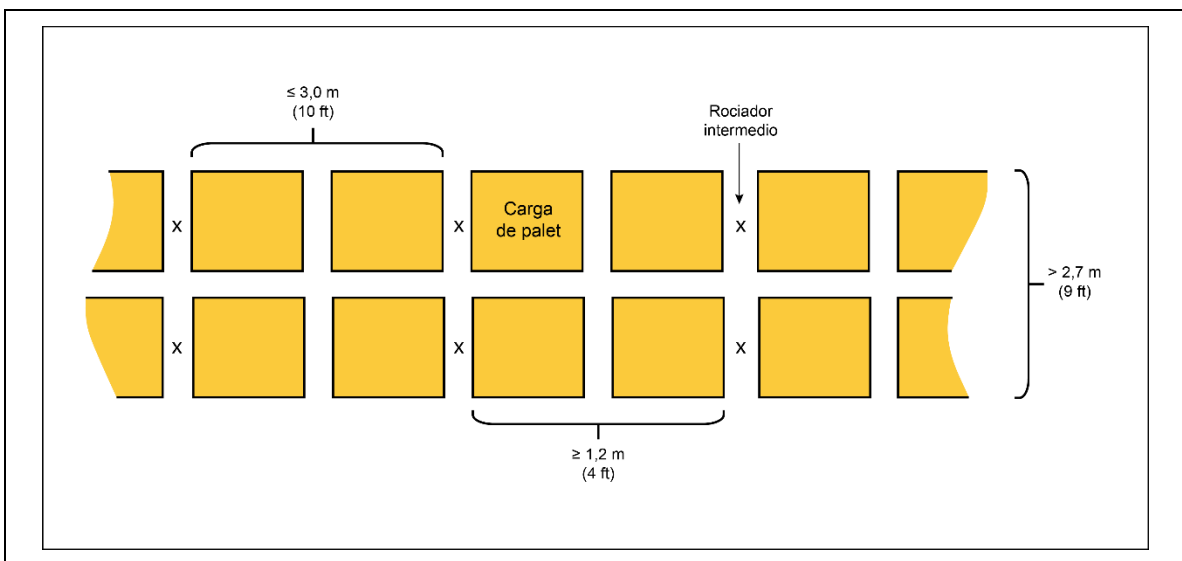 ≤ 3,0 m
(10 ft)
Rociador
intermedio
x
x
Carga
de palet
x
> 2,7 m
(9 ft)
x
x
x
≥ 1,2 m
(4 ft)